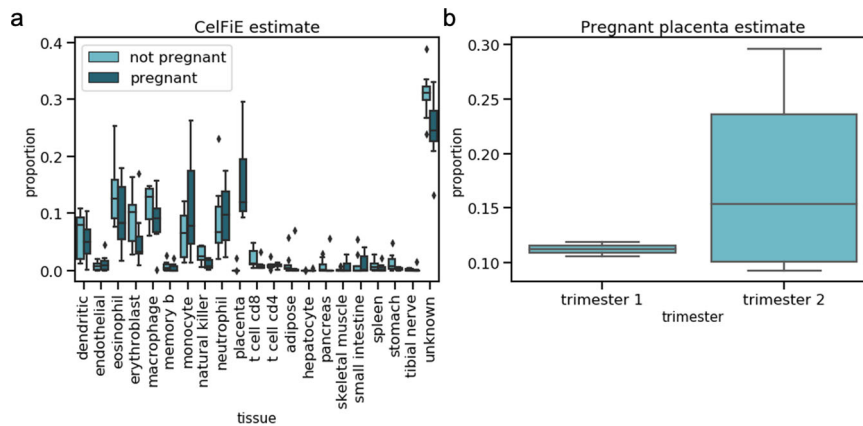 a
CelFiE estimate
not pregnant
pregnant
proportion
0.4
0.3
0.2
0.1
0.0
dendritic
endothelial
eosinophil
erythroblast
macrophage
memory b
monocyte
natural killer
neutrophil
placenta
t cell cd8
t cell cd4
adipose
hepatocyte
pancreas
skeletal muscle
small intestine
spleen
stomach
tibial nerve
unknown
tissue
b
Pregnant placenta estimate
proportion
0.30
0.25
0.20
0.15
0.10
trimester 1
trimester 2
trimester